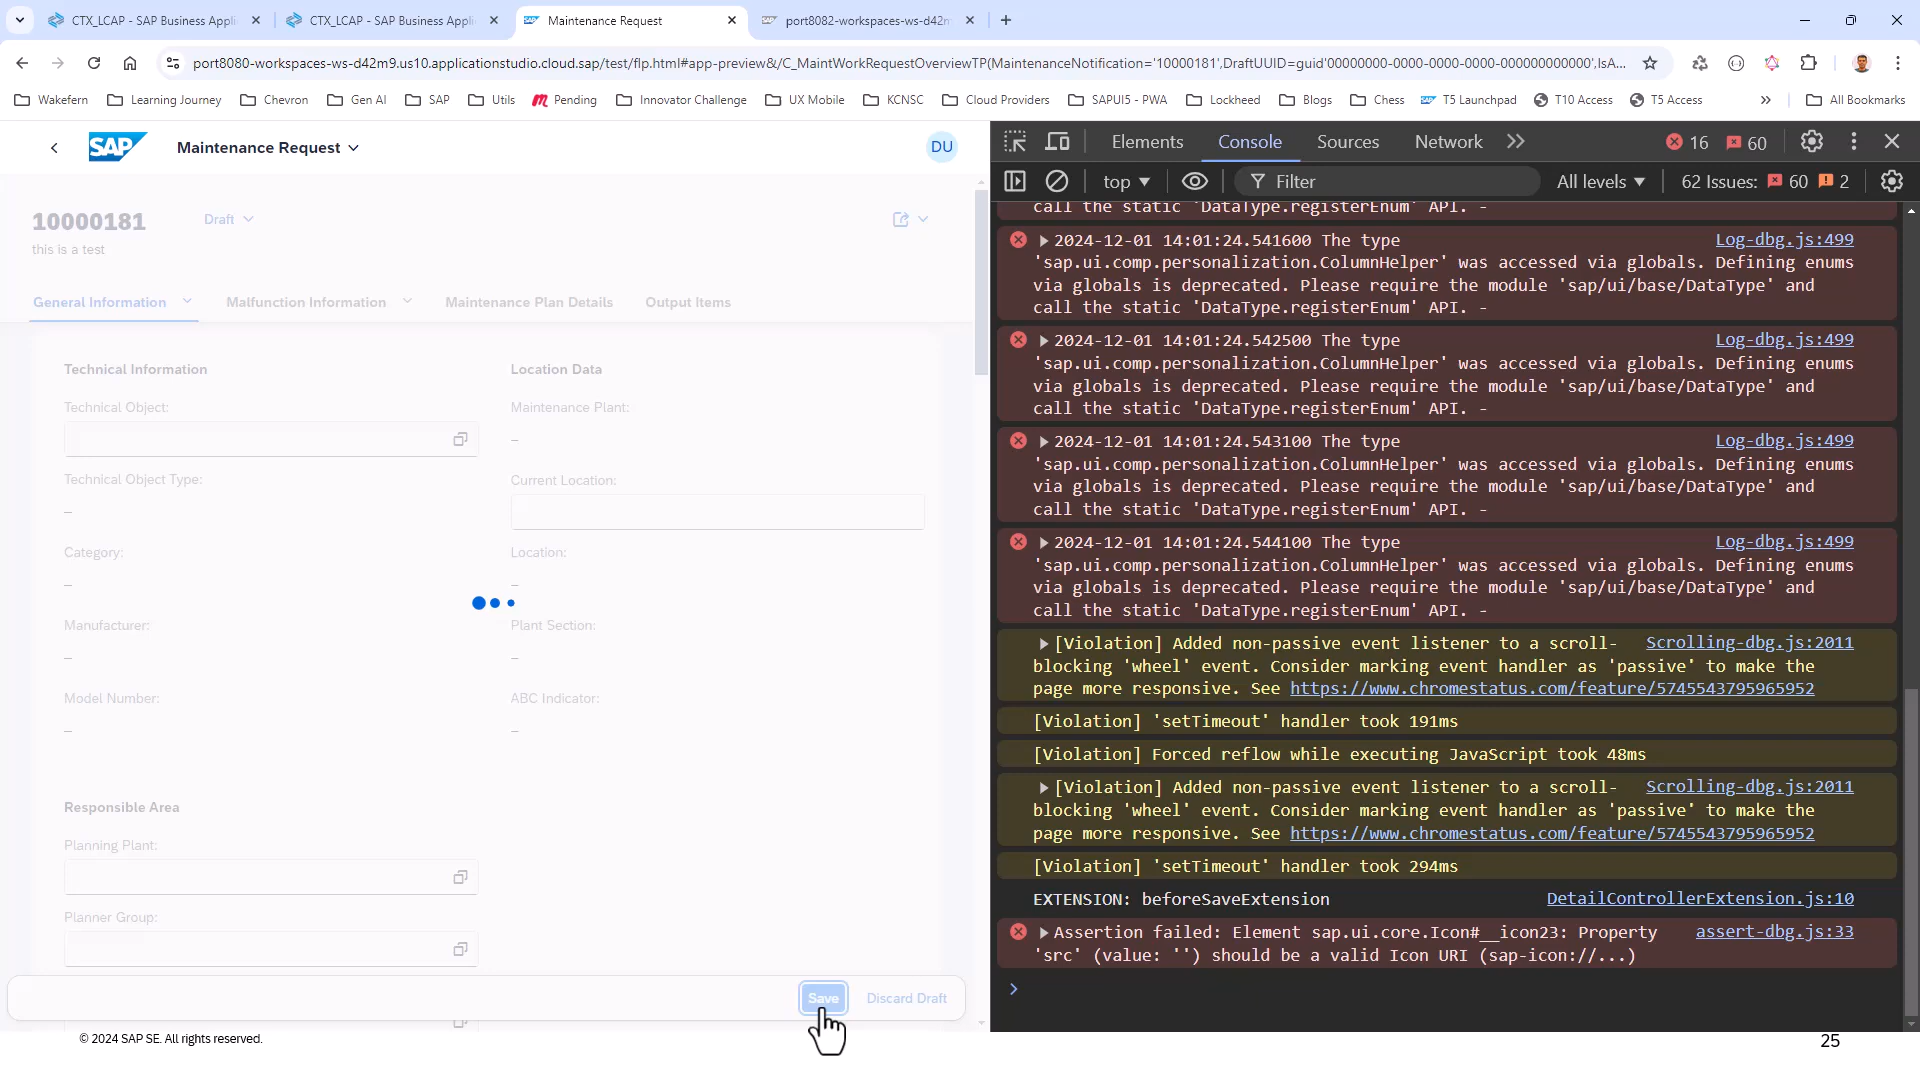 CTX_LCAP - SAP Business Appli
CTX_LCAP - SAP Business Appli
Maintenance Request
port8082-workspaces-ws-d42m
port8080-workspaces-ws-d42m9.us10.applicationstudio.cloud.sap/test/flp.html#app-preview&/C_MaintWorkRequestOverviewTP(MaintenanceNotification='10000181',DraftUUID=guid'00000000-0000-0000-0000-000000000000',IsA...
Wakefern
Learning Journey
Chevron
Gen AI
SAP
Utils
Pending
Innovator Challenge
UX Mobile
KCNSC
Cloud Providers
SAPUI5 - PWA
Lockheed
Blogs
Chess
T5 Launchpad
T10 Access
T5 Access
All Bookmarks
SAP
Maintenance Request
DU
10000181
Draft
this is a test
General Information
Malfunction Information
Maintenance Plan Details
Output Items
Technical Information
Location Data
Technical Object:
Maintenance Plant:
–
Technical Object Type:
Current Location:
–
Category:
Location:
–
–
Manufacturer:
Plant Section:
–
–
Model Number:
ABC Indicator:
–
–
Responsible Area
Planning Plant:
Planner Group:
Save
Discard Draft
© 2024 SAP SE. All rights reserved.
Elements
Console
Sources
Network
16
60
top
Filter
All levels
62 Issues:
60
2
call the static 'DataType.registerEnum' API. -
2024-12-01 14:01:24.541600 The type
Log-dbg.js:499
'sap.ui.comp.personalization.ColumnHelper' was accessed via globals. Defining enums
via globals is deprecated. Please require the module 'sap/ui/base/DataType' and
call the static 'DataType.registerEnum' API. -
2024-12-01 14:01:24.542500 The type
Log-dbg.js:499
'sap.ui.comp.personalization.ColumnHelper' was accessed via globals. Defining enums
via globals is deprecated. Please require the module 'sap/ui/base/DataType' and
call the static 'DataType.registerEnum' API. -
2024-12-01 14:01:24.543100 The type
Log-dbg.js:499
'sap.ui.comp.personalization.ColumnHelper' was accessed via globals. Defining enums
via globals is deprecated. Please require the module 'sap/ui/base/DataType' and
call the static 'DataType.registerEnum' API. -
2024-12-01 14:01:24.544100 The type
Log-dbg.js:499
'sap.ui.comp.personalization.ColumnHelper' was accessed via globals. Defining enums
via globals is deprecated. Please require the module 'sap/ui/base/DataType' and
call the static 'DataType.registerEnum' API. -
[Violation] Added non-passive event listener to a scroll-
Scrolling-dbg.js:2011
blocking 'wheel' event. Consider marking event handler as 'passive' to make the
page more responsive. See https://www.chromestatus.com/feature/5745543795965952
[Violation] 'setTimeout' handler took 191ms
[Violation] Forced reflow while executing JavaScript took 48ms
[Violation] Added non-passive event listener to a scroll-
Scrolling-dbg.js:2011
blocking 'wheel' event. Consider marking event handler as 'passive' to make the
page more responsive. See https://www.chromestatus.com/feature/5745543795965952
[Violation] 'setTimeout' handler took 294ms
EXTENSION: beforeSaveExtension
DetailControllerExtension.js:10
Assertion failed: Element sap.ui.core.Icon#__icon23: Property
assert-dbg.js:33
'src' (value: '') should be a valid Icon URI (sap-icon://...)
25